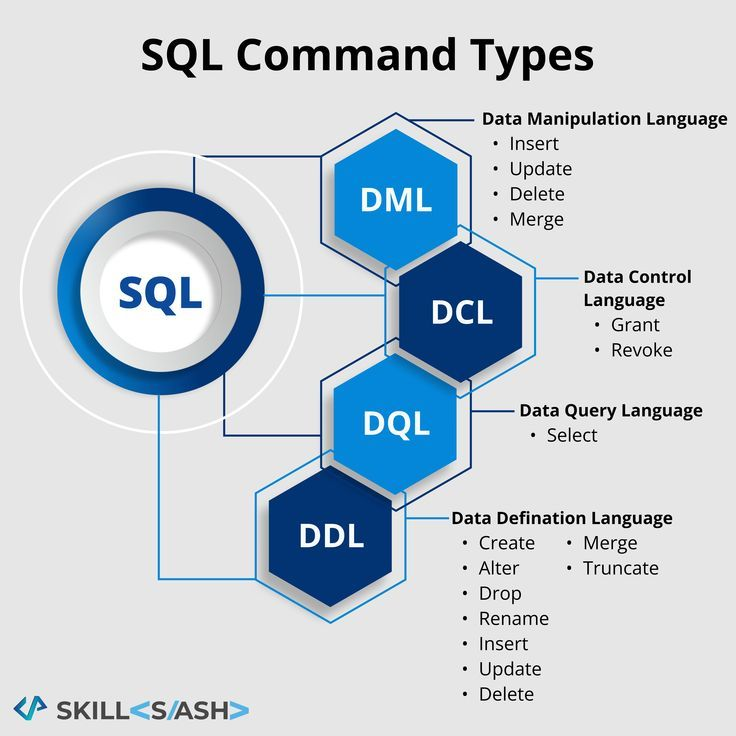 SQL Command Types
SQL
DML
Data Manipulation Language
• Insert
• Update
• Delete
• Merge
DCL
Data Control
Language
• Grant
• Revoke
DQL
Data Query Language
• Select
DDL
Data Defination Language
• Create
• Alter
• Drop
• Rename
• Insert
• Update
• Delete
• Merge
• Truncate
</> SKILL<S/ASH>